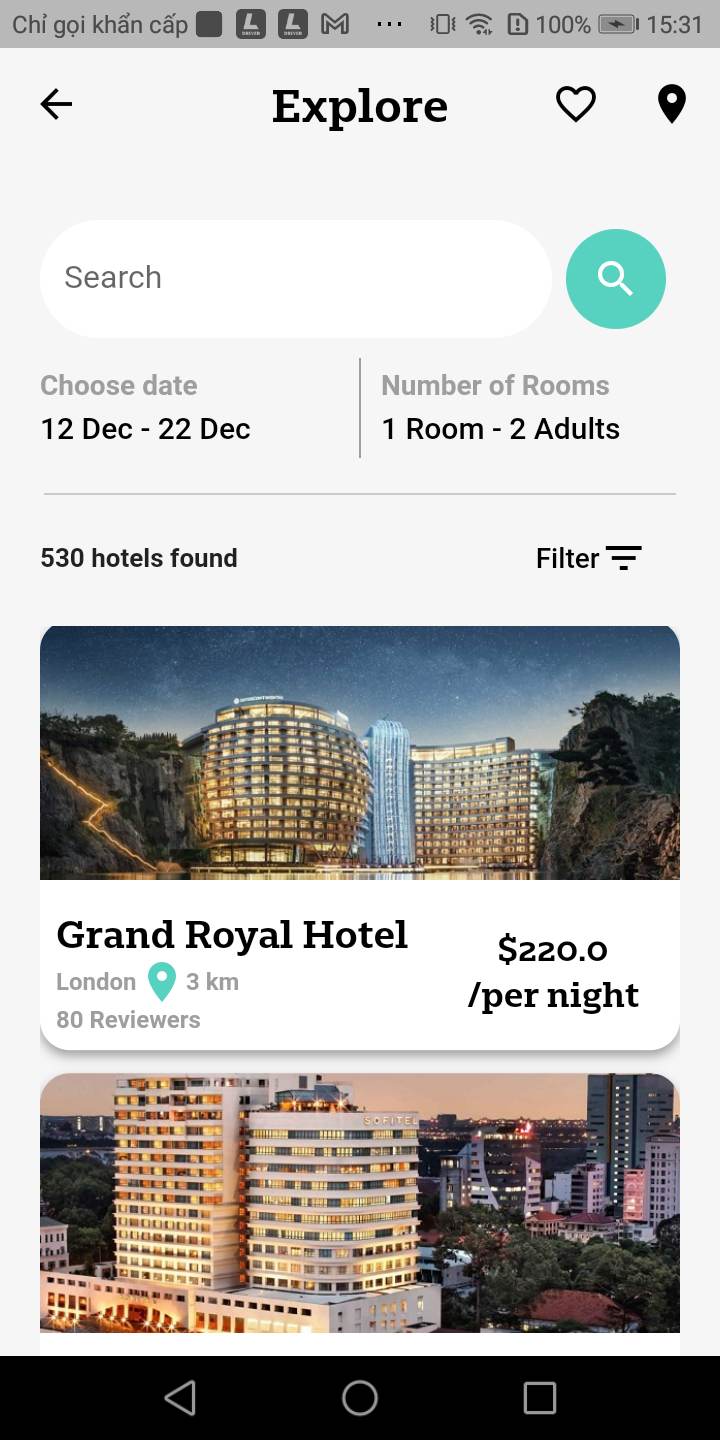 Chỉ gọi khẩn cấp 100% 15:31
Explore
Search
Choose date
12 Dec - 22 Dec
Number of Rooms
1 Room - 2 Adults
530 hotels found
Filter
Grand Royal Hotel
London 3 km
80 Reviewers
$220.0
/per night
SOFITEL